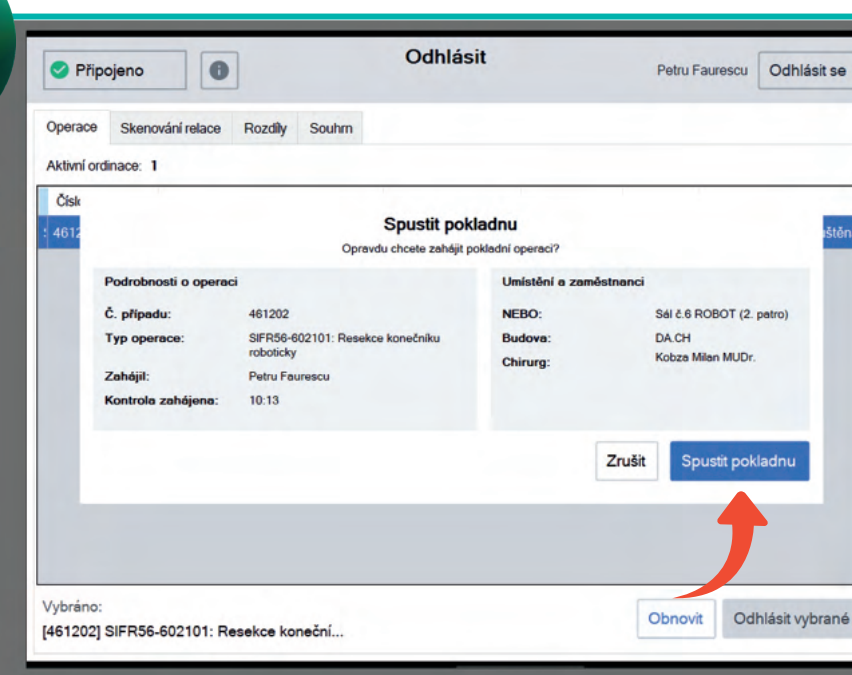 Připojeno
Odhlásit
Petru Faurescu
Odhlásit se
Operace
Skenování relace
Rozdíly
Souhrn
Aktivní ordinace: 1
461202
Spustit pokladnu
Opravdu chcete zahájit pokladní operaci?
Podrobnosti o operaci
Č. případu: 461202
Typ operace: SIFR56-602101: Resekce konečníku
roboticky
Zahájil: Petru Faurescu
Kontrola zahájena: 10:13
Umístění a zaměstnanci
NEBO: Sál č.6 ROBOT (2. patro)
Budova: DA.CH
Chirurg: Kobza Milan MUDr.
Zrušit
Spustit pokladnu
Vybráno:
[461202] SIFR56-602101: Resekce koneční...
Obnovit
Odhlásit vybrané